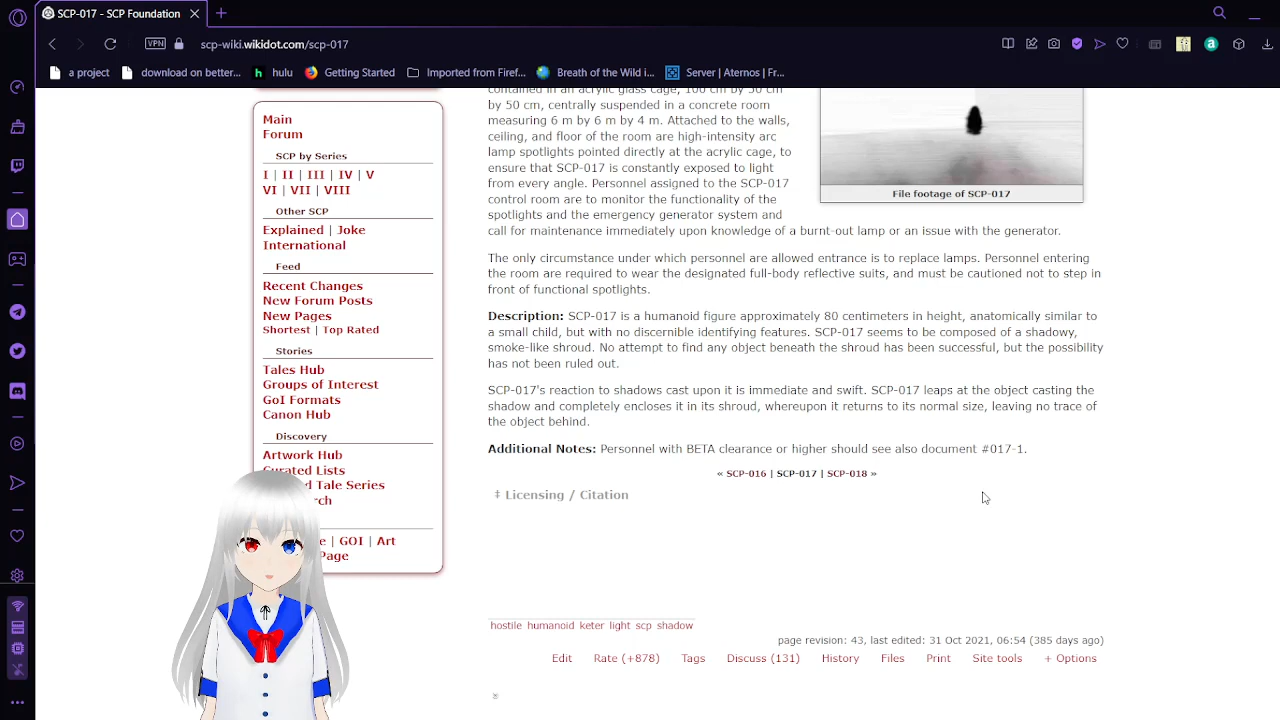 SCP-017 - SCP Foundation
VPN
scp-wiki.wikidot.com/scp-017
a project
download on better...
hulu
Getting Started
Imported from Firef...
Breath of the Wild i...
Server | Aternos | Fr...
Main
Forum
SCP by Series
I | II | III | IV | V
VI | VII | VIII
Other SCP
Explained | Joke
International
Feed
Recent Changes
New Forum Posts
New Pages
Shortest | Top Rated
Stories
Tales Hub
Groups of Interest
GoI Formats
Canon Hub
Discovery
Artwork Hub
Curated Lists
d Tale Series
rch
e | GOI | Art
Page
contained in an acrylic glass cage, 100 cm by 50 cm
by 50 cm, centrally suspended in a concrete room
measuring 6 m by 6 m by 4 m. Attached to the walls,
ceiling, and floor of the room are high-intensity arc
lamp spotlights pointed directly at the acrylic cage, to
ensure that SCP-017 is constantly exposed to light
from every angle. Personnel assigned to the SCP-017
control room are to monitor the functionality of the
spotlights and the emergency generator system and
call for maintenance immediately upon knowledge of a burnt-out lamp or an issue with the generator.
File footage of SCP-017
The only circumstance under which personnel are allowed entrance is to replace lamps. Personnel entering
the room are required to wear the designated full-body reflective suits, and must be cautioned not to step in
front of functional spotlights.
Description: SCP-017 is a humanoid figure approximately 80 centimeters in height, anatomically similar to
a small child, but with no discernible identifying features. SCP-017 seems to be composed of a shadowy,
smoke-like shroud. No attempt to find any object beneath the shroud has been successful, but the possibility
has not been ruled out.
SCP-017's reaction to shadows cast upon it is immediate and swift. SCP-017 leaps at the object casting the
shadow and completely encloses it in its shroud, whereupon it returns to its normal size, leaving no trace of
the object behind.
Additional Notes: Personnel with BETA clearance or higher should see also document #017-1.
« SCP-016 | SCP-017 | SCP-018 »
‡ Licensing / Citation
hostile humanoid keter light scp shadow
page revision: 43, last edited: 31 Oct 2021, 06:54 (385 days ago)
Edit
Rate (+878)
Tags
Discuss (131)
History
Files
Print
Site tools
+ Options